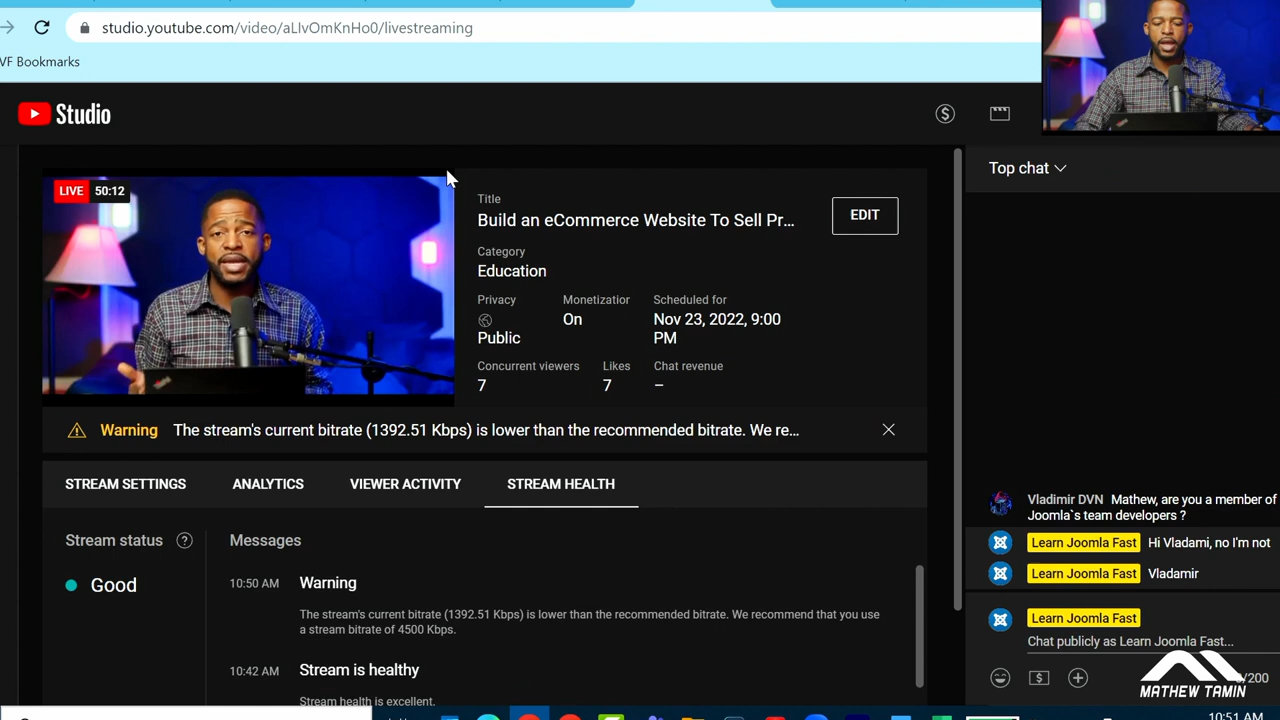 studio.youtube.com/video/aLIvOmKnHo0/livestreaming
VF Bookmarks
Studio
Top chat
LIVE 50:12
Title
Build an eCommerce Website To Sell Pr...
EDIT
Category
Education
Privacy Monetization Scheduled for
Public On Nov 23, 2022, 9:00 PM
Concurrent viewers Likes Chat revenue
7 7 –
Warning The stream's current bitrate (1392.51 Kbps) is lower than the recommended bitrate. We re...
STREAM SETTINGS ANALYTICS VIEWER ACTIVITY STREAM HEALTH
Stream status
Good
Messages
10:50 AM Warning
The stream's current bitrate (1392.51 Kbps) is lower than the recommended bitrate. We recommend that you use
a stream bitrate of 4500 Kbps.
10:42 AM Stream is healthy
Stream health is excellent.
Vladimir DVN Mathew, are you a member of
Joomla`s team developers ?
Learn Joomla Fast Hi Vladami, no I'm not
Learn Joomla Fast Vladamir
Learn Joomla Fast
Chat publicly as Learn Joomla Fast...
/200
MATHEW TAMIN
10:51 AM